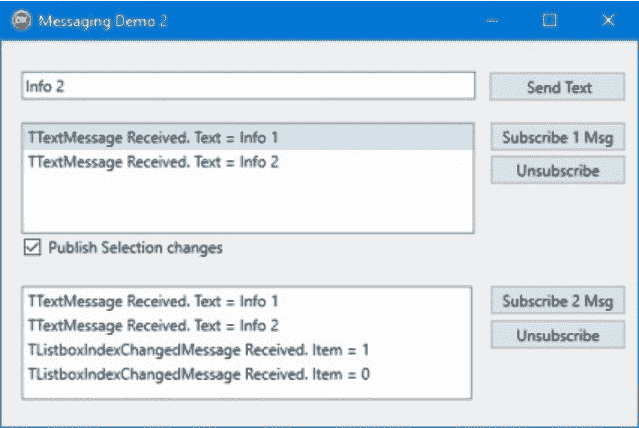 Messaging Demo 2
Info 2
Send Text
TTextMessage Received. Text = Info 1
TTextMessage Received. Text = Info 2
Subscribe 1 Msg
Unsubscribe
Publish Selection changes
TTextMessage Received. Text = Info 1
TTextMessage Received. Text = Info 2
TListboxIndexChangedMessage Received. Item = 1
TListboxIndexChangedMessage Received. Item = 0
Subscribe 2 Msg
Unsubscribe